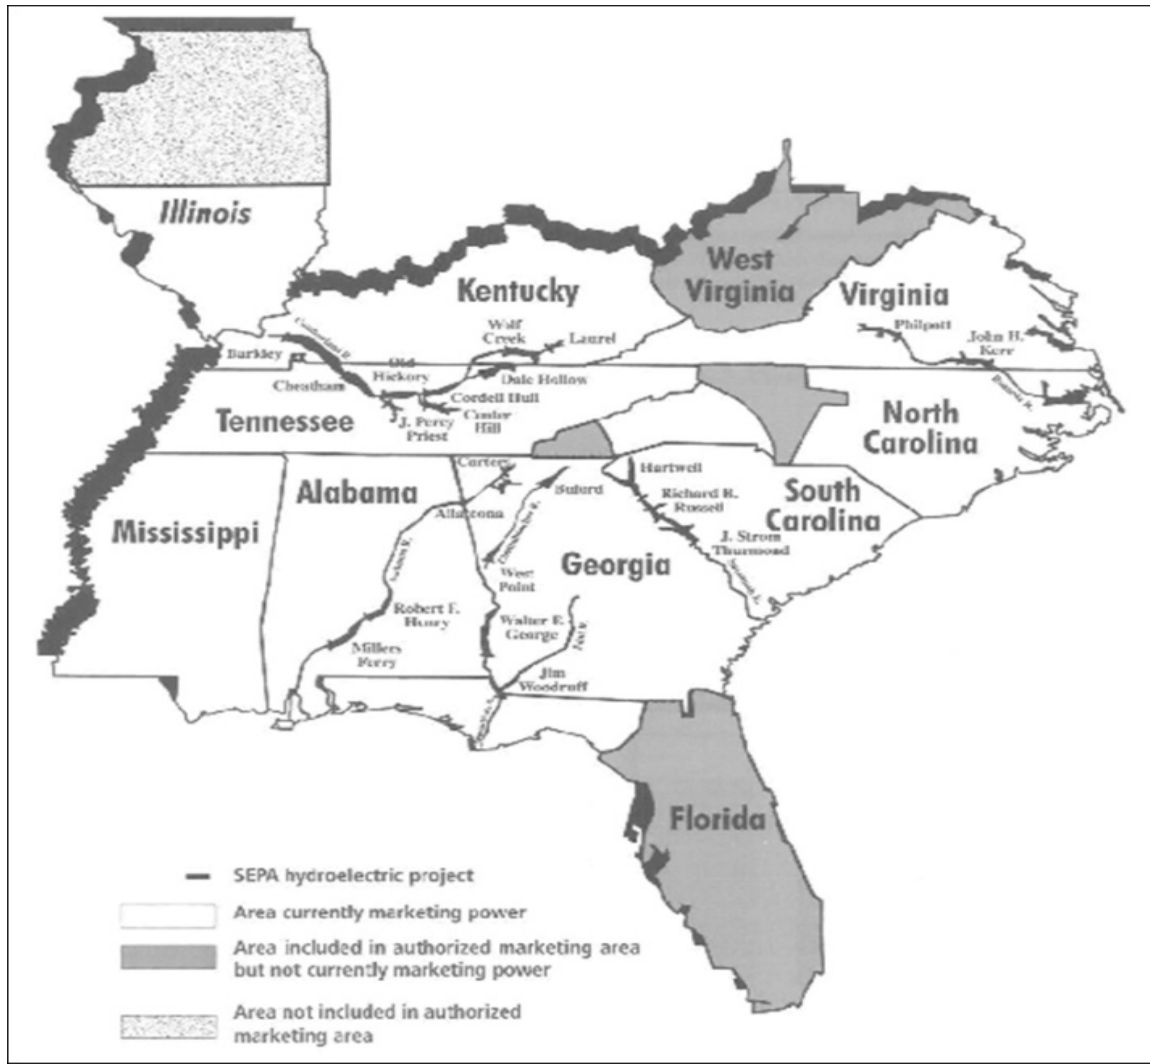 Illinois
West
Virginia
Kentucky
Virginia
Wolf
Creek
Laurel
Philpott
John H.
Kerr
Cumberland R.
Barkley
Old
Hickory
Cheatham
Dale Hollow
Cordell Hull
Center
Hill
J. Percy
Priest
Tennessee
North
Carolina
Carters
Hartwell
Buford
Alabama
Allatoona
Richard B.
Russell
South
Carolina
Mississippi
J. Strom
Thurmond
Georgia
West
Point
Robert F.
Henry
Walter F.
George
Millers
Ferry
Jim
Woodruff
Florida
SEPA hydroelectric project
Area currently marketing power
Area included in authorized marketing area
but not currently marketing power
Area not included in authorized
marketing area